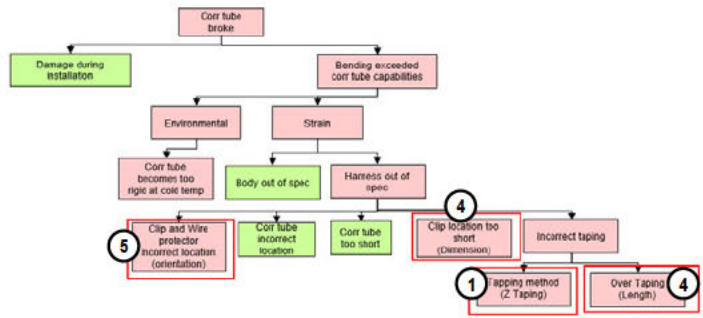 Corr tube
broke
Damage during
installation
Bending exceeded
corr tube capabilities
Environmental
Strain
Corr tube
becomes too
rigid at cold temp
Body out of spec
Harness out of
spec
4
5
Clip and Wire
protector
Incorrect location
(orientation)
Corr tube
incorrect
location
Corr tube
too short
Clip location too
short
(Dimension)
Incorrect taping
1
Tapping method
(Z Taping)
Over Taping
(Length)
4